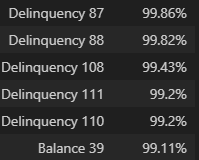 Delinquency 87 99.86%
Delinquency 88 99.82%
Delinquency 108 99.43%
Delinquency 111 99.2%
Delinquency 110 99.2%
Balance 39 99.11%